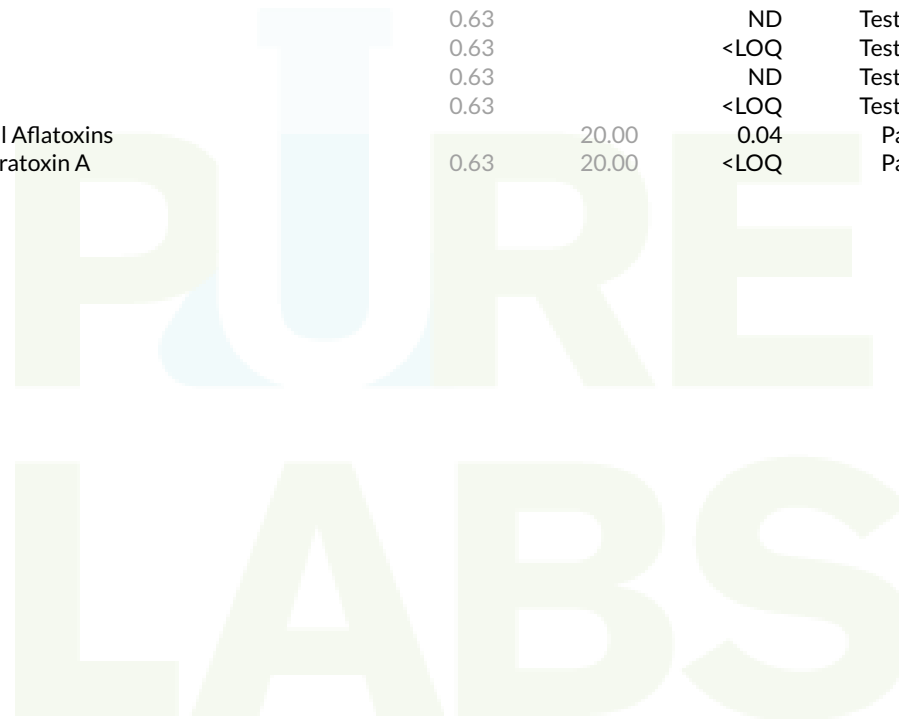 0.63 ND Test
0.63 <LOQ Test
0.63 ND Test
0.63 <LOQ Test
l Aflatoxins 20.00 0.04 Pa
ratoxin A 0.63 20.00 <LOQ Pa
PURE
LABS